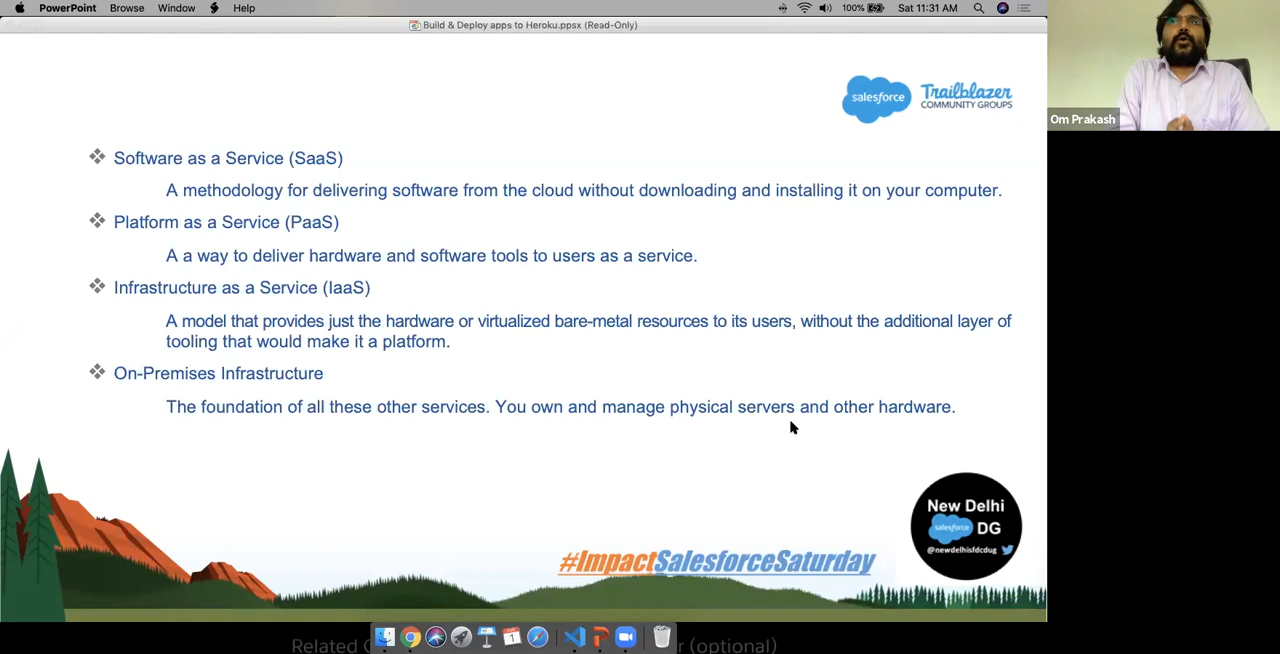 PowerPoint Browse Window Help 100% Sat 11:31 AM
Build & Deploy apps to Heroku.ppsx (Read-Only)
salesforce
Trailblazer
COMMUNITY GROUPS
Om Prakash
Software as a Service (SaaS)
A methodology for delivering software from the cloud without downloading and installing it on your computer.
Platform as a Service (PaaS)
A a way to deliver hardware and software tools to users as a service.
Infrastructure as a Service (IaaS)
A model that provides just the hardware or virtualized bare-metal resources to its users, without the additional layer of
tooling that would make it a platform.
On-Premises Infrastructure
The foundation of all these other services. You own and manage physical servers and other hardware.
New Delhi
salesforce DG
@newdelhisfdcdug
#ImpactSalesforceSaturday
1
Related (optional)